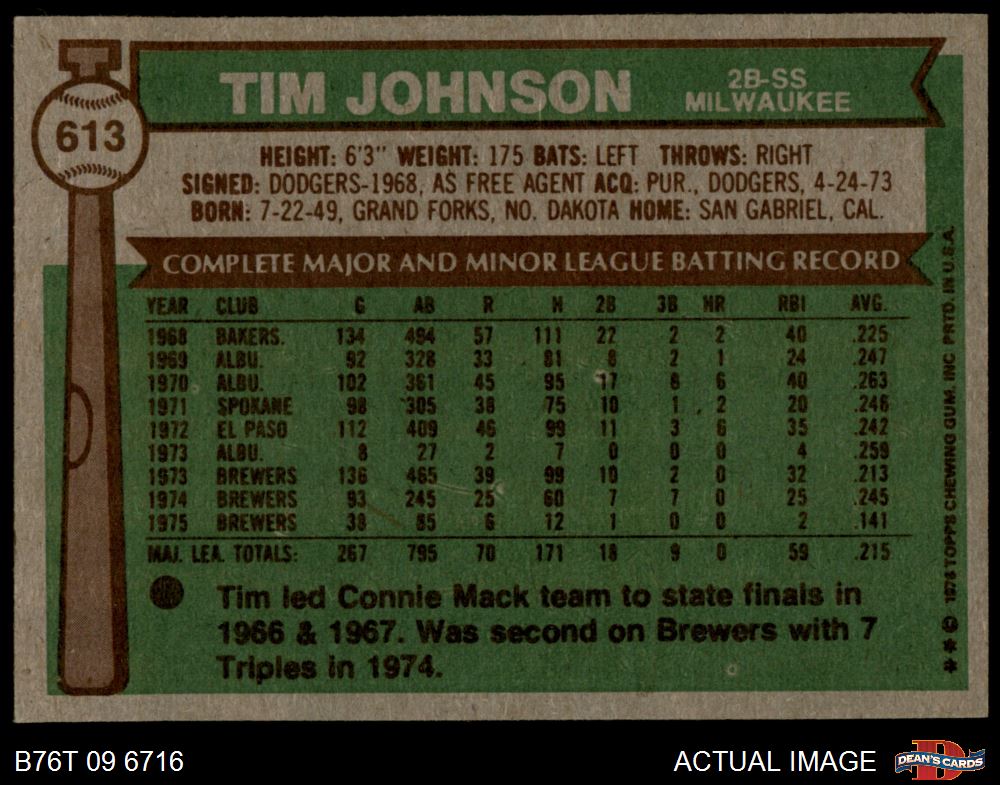 TIM JOHNSON
2B-SS
MILWAUKEE
613
HEIGHT: 6'3" WEIGHT: 175 BATS: LEFT THROWS: RIGHT
SIGNED: DODGERS-1968, AS FREE AGENT ACQ: PUR., DODGERS, 4-24-73
BORN: 7-22-49, GRAND FORKS, NO. DAKOTA HOME: SAN GABRIEL, CAL.
COMPLETE MAJOR AND MINOR LEAGUE BATTING RECORD
YEAR CLUB G AB R H 2B 3B HR RBI AVG.
1968 BAKERS. 134 494 57 111 22 2 2 40 .225
1969 ALBU. 92 328 33 81 8 2 1 24 .247
1970 ALBU. 102 361 45 95 17 8 6 40 .263
1971 SPOKANE 98 305 38 75 10 1 2 20 .246
1972 EL PASO 112 409 46 99 11 3 6 35 .242
1973 ALBU. 8 27 2 7 0 0 0 4 .259
1973 BREWERS 136 465 39 99 10 2 0 32 .213
1974 BREWERS 93 245 25 60 7 7 0 25 .245
1975 BREWERS 38 85 6 12 1 0 0 2 .141
MAJ. LEA. TOTALS: 267 795 70 171 18 9 0 59 .215
Tim led Connie Mack team to state finals in
1966 & 1967. Was second on Brewers with 7
Triples in 1974.
**© 1976 TOPPS CHEWING GUM, INC PRTD. IN U.S.A.
B76T 09 6716
ACTUAL IMAGE
D
DEAN'S CARDS